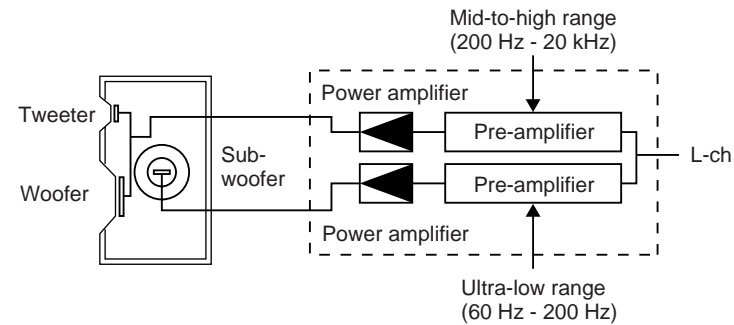 Mid-to-high range
(200 Hz - 20 kHz)
Power amplifier
Tweeter
Pre-amplifier
Sub-
woofer
L-ch
Woofer
Pre-amplifier
Power amplifier
Ultra-low range
(60 Hz - 200 Hz)